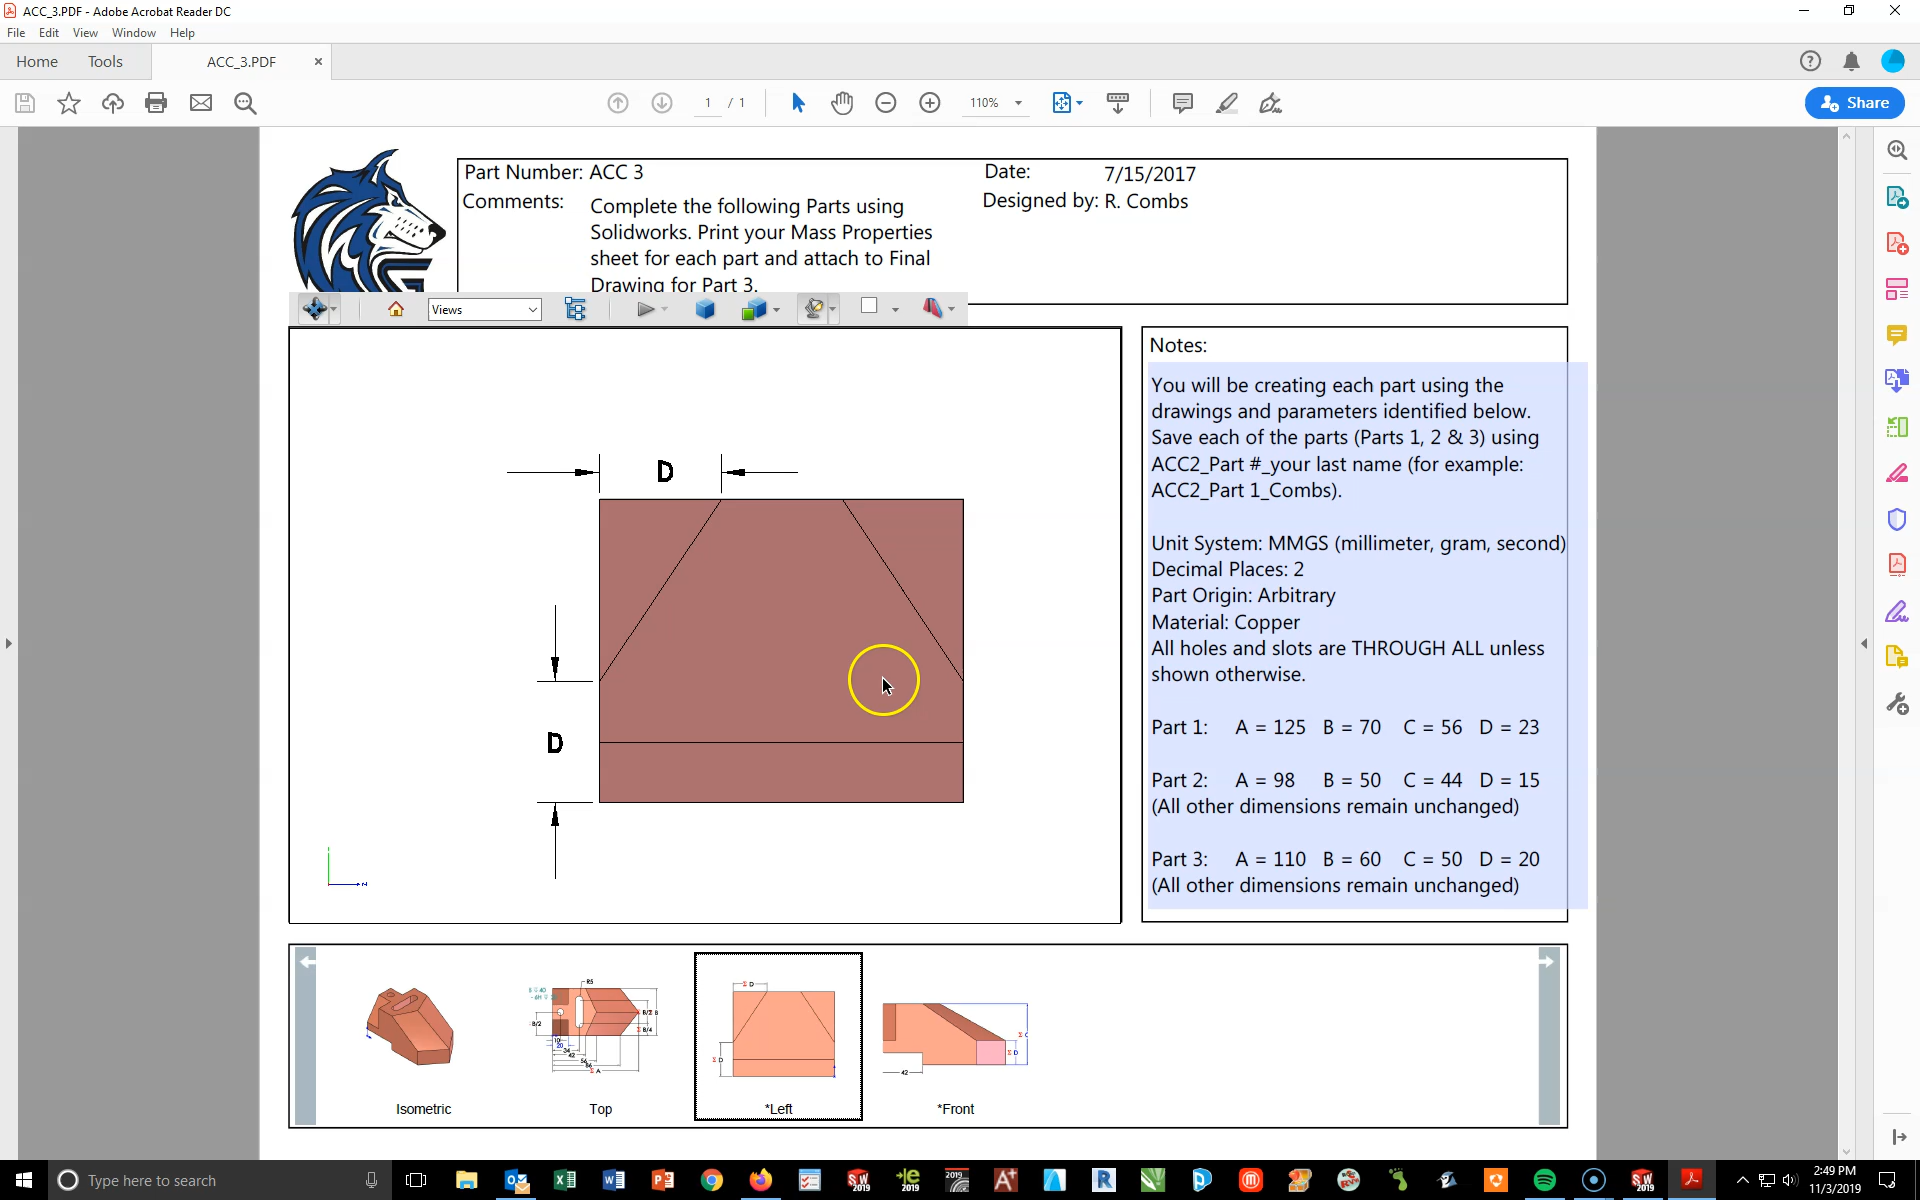 ACC_3.PDF - Adobe Acrobat Reader DC
File Edit View Window Help
Home Tools ACC_3.PDF
1 / 1 110% Share
Part Number: ACC 3
Comments: Complete the following Parts using
Solidworks. Print your Mass Properties
sheet for each part and attach to Final
Drawing for Part 3.
Date: 7/15/2017
Designed by: R. Combs
Views
D
D
Notes:
You will be creating each part using the
drawings and parameters identified below.
Save each of the parts (Parts 1, 2 & 3) using
ACC2_Part #_your last name (for example:
ACC2_Part 1_Combs).
Unit System: MMGS (millimeter, gram, second)
Decimal Places: 2
Part Origin: Arbitrary
Material: Copper
All holes and slots are THROUGH ALL unless
shown otherwise.
Part 1: A = 125 B = 70 C = 56 D = 23
Part 2: A = 98 B = 50 C = 44 D = 15
(All other dimensions remain unchanged)
Part 3: A = 110 B = 60 C = 50 D = 20
(All other dimensions remain unchanged)
R5
B/2
B/4
42
Isometric Top *Left *Front
Type here to search
2:49 PM
11/3/2019